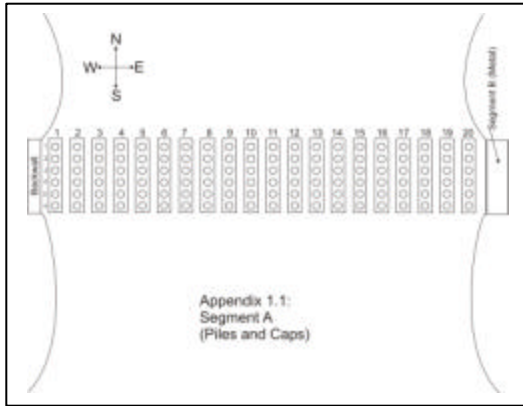 N
W E
S
Segment B (Metal)
1 2 3 4 5 6 7 8 9 10 11 12 13 14 15 16 17 18 19 20
Backwall
Appendix 1.1:
Segment A
(Piles and Caps)